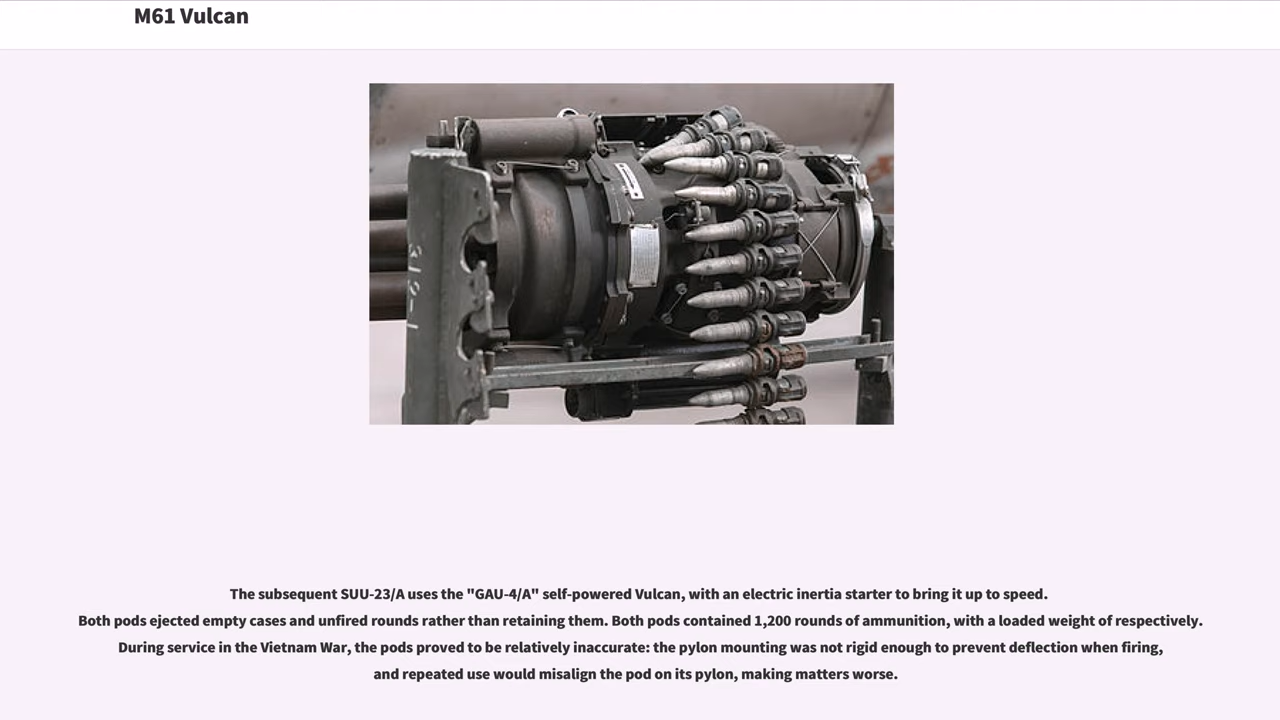 M61 Vulcan
The subsequent SUU-23/A uses the "GAU-4/A" self-powered Vulcan, with an electric inertia starter to bring it up to speed.
Both pods ejected empty cases and unfired rounds rather than retaining them. Both pods contained 1,200 rounds of ammunition, with a loaded weight of respectively.
During service in the Vietnam War, the pods proved to be relatively inaccurate: the pylon mounting was not rigid enough to prevent deflection when firing,
and repeated use would misalign the pod on its pylon, making matters worse.